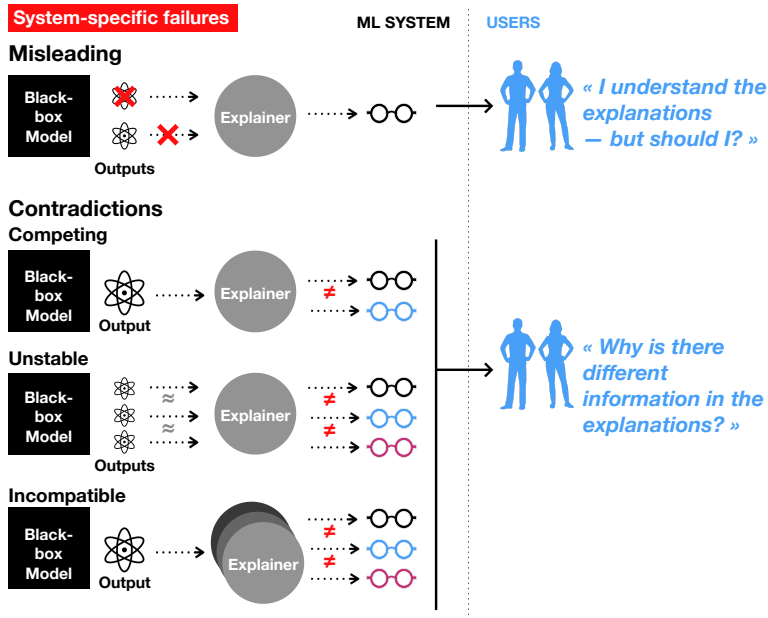 System-specific failures
ML SYSTEM
USERS
Misleading
Black-
box
Model
Outputs
Explainer
« I understand the
explanations
— but should I? »
Contradictions
Competing
Black-
box
Model
Output
Explainer
≠
Unstable
Black-
box
Model
Outputs
≈
≈
Explainer
≠
≠
« Why is there
different
information in the
explanations? »
Incompatible
Black-
box
Model
Output
Explainer
≠
≠